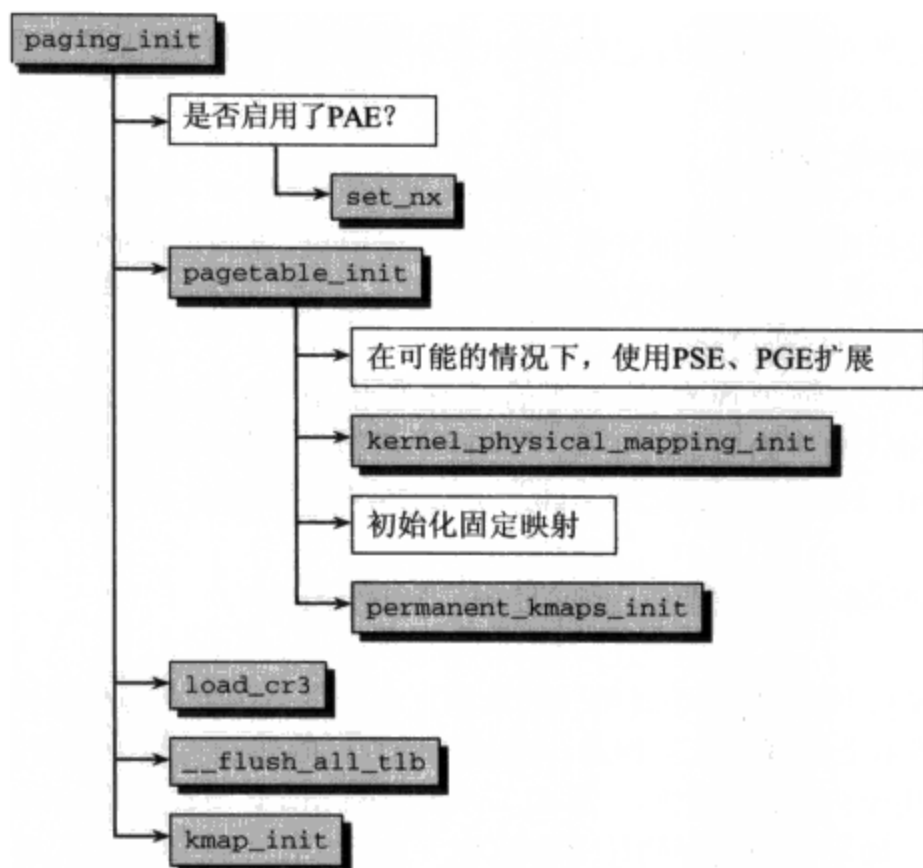 paging_init
是否启用了PAE?
set_nx
pagetable_init
在可能的情况下，使用PSE、PGE扩展
kernel_physical_mapping_init
初始化固定映射
permanent_kmaps_init
load_cr3
__flush_all_tlb
kmap_init